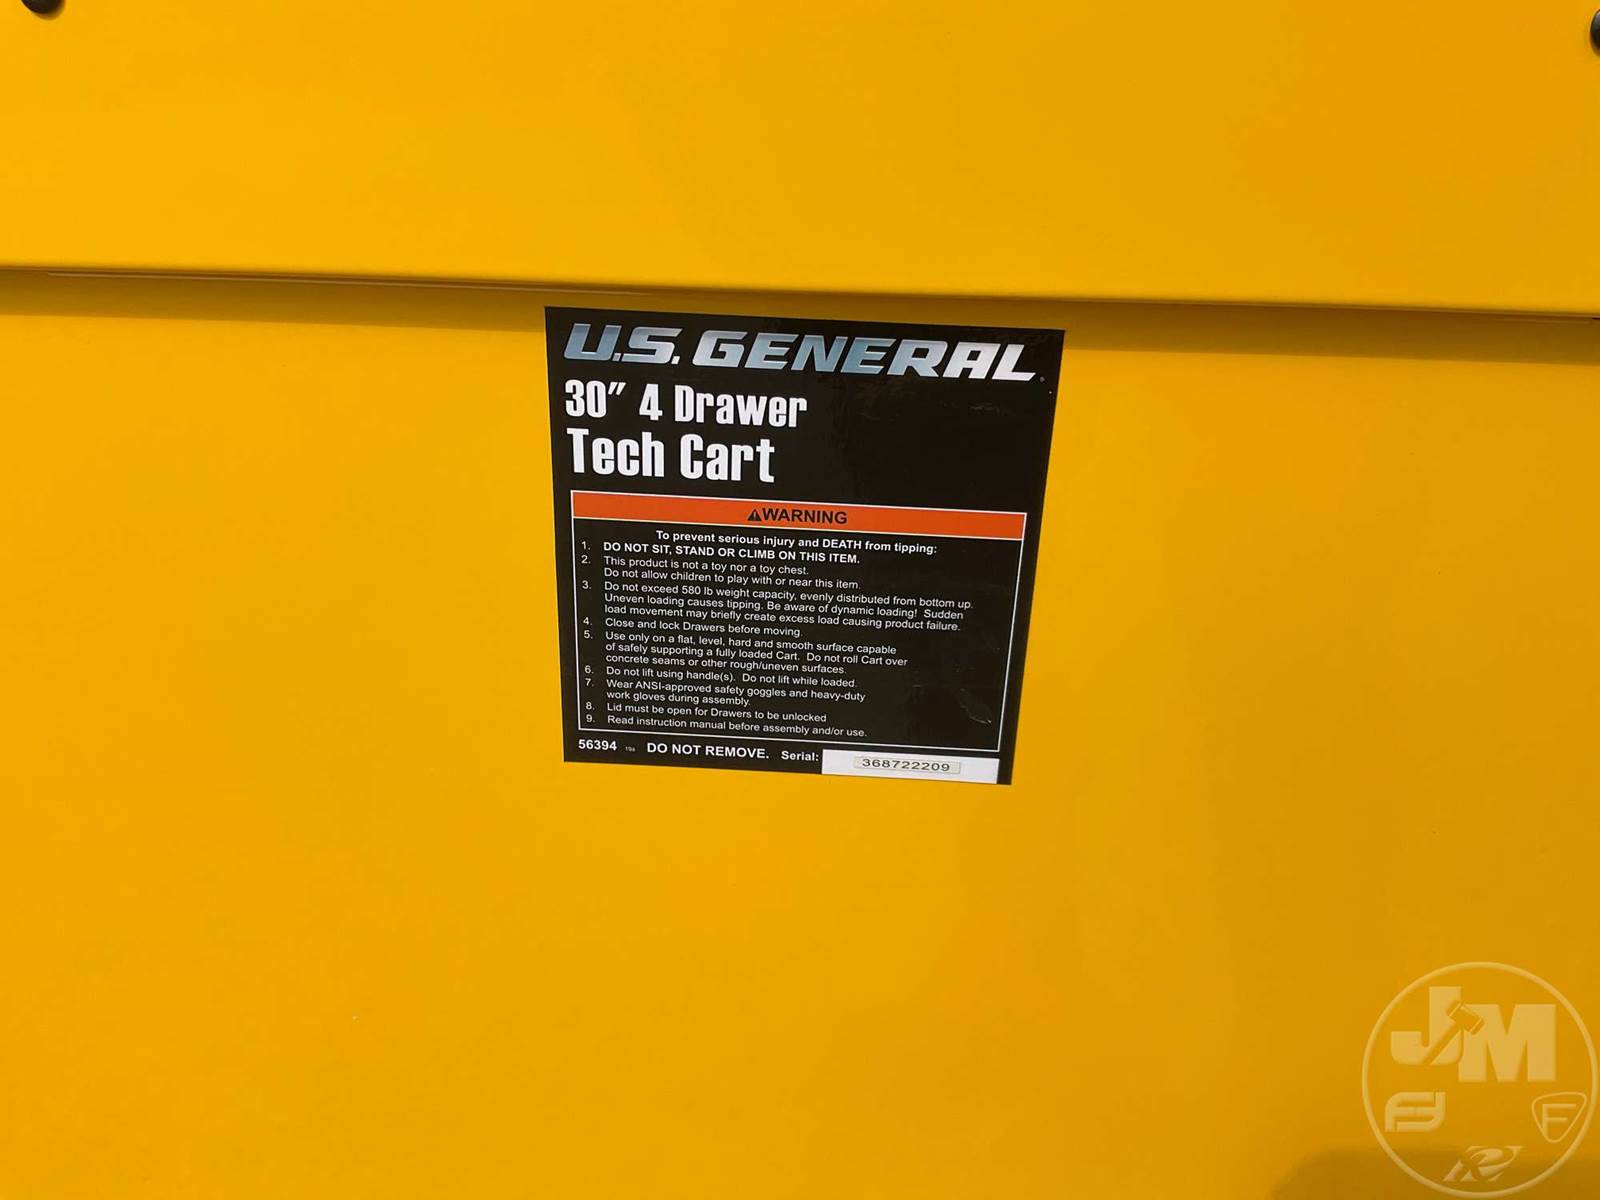 U.S. GENERAL
30" 4 Drawer
Tech Cart
⚠WARNING
To prevent serious injury and DEATH from tipping:
1. DO NOT SIT, STAND OR CLIMB ON THIS ITEM.
2. This product is not a toy nor a toy chest.
Do not allow children to play with or near this item.
3. Do not exceed 580 lb weight capacity, evenly distributed from bottom up.
Uneven loading causes tipping. Be aware of dynamic loading! Sudden
load movement may briefly create excess load causing product failure.
4. Close and lock Drawers before moving.
5. Use only on a flat, level, hard and smooth surface capable
of safely supporting a fully loaded Cart. Do not roll Cart over
concrete seams or other rough/uneven surfaces.
6. Do not lift using handle(s). Do not lift while loaded.
7. Wear ANSI-approved safety goggles and heavy-duty
work gloves during assembly.
8. Lid must be open for Drawers to be unlocked
9. Read instruction manual before assembly and/or use.
56394 19a DO NOT REMOVE. Serial: 368722209
JM
F